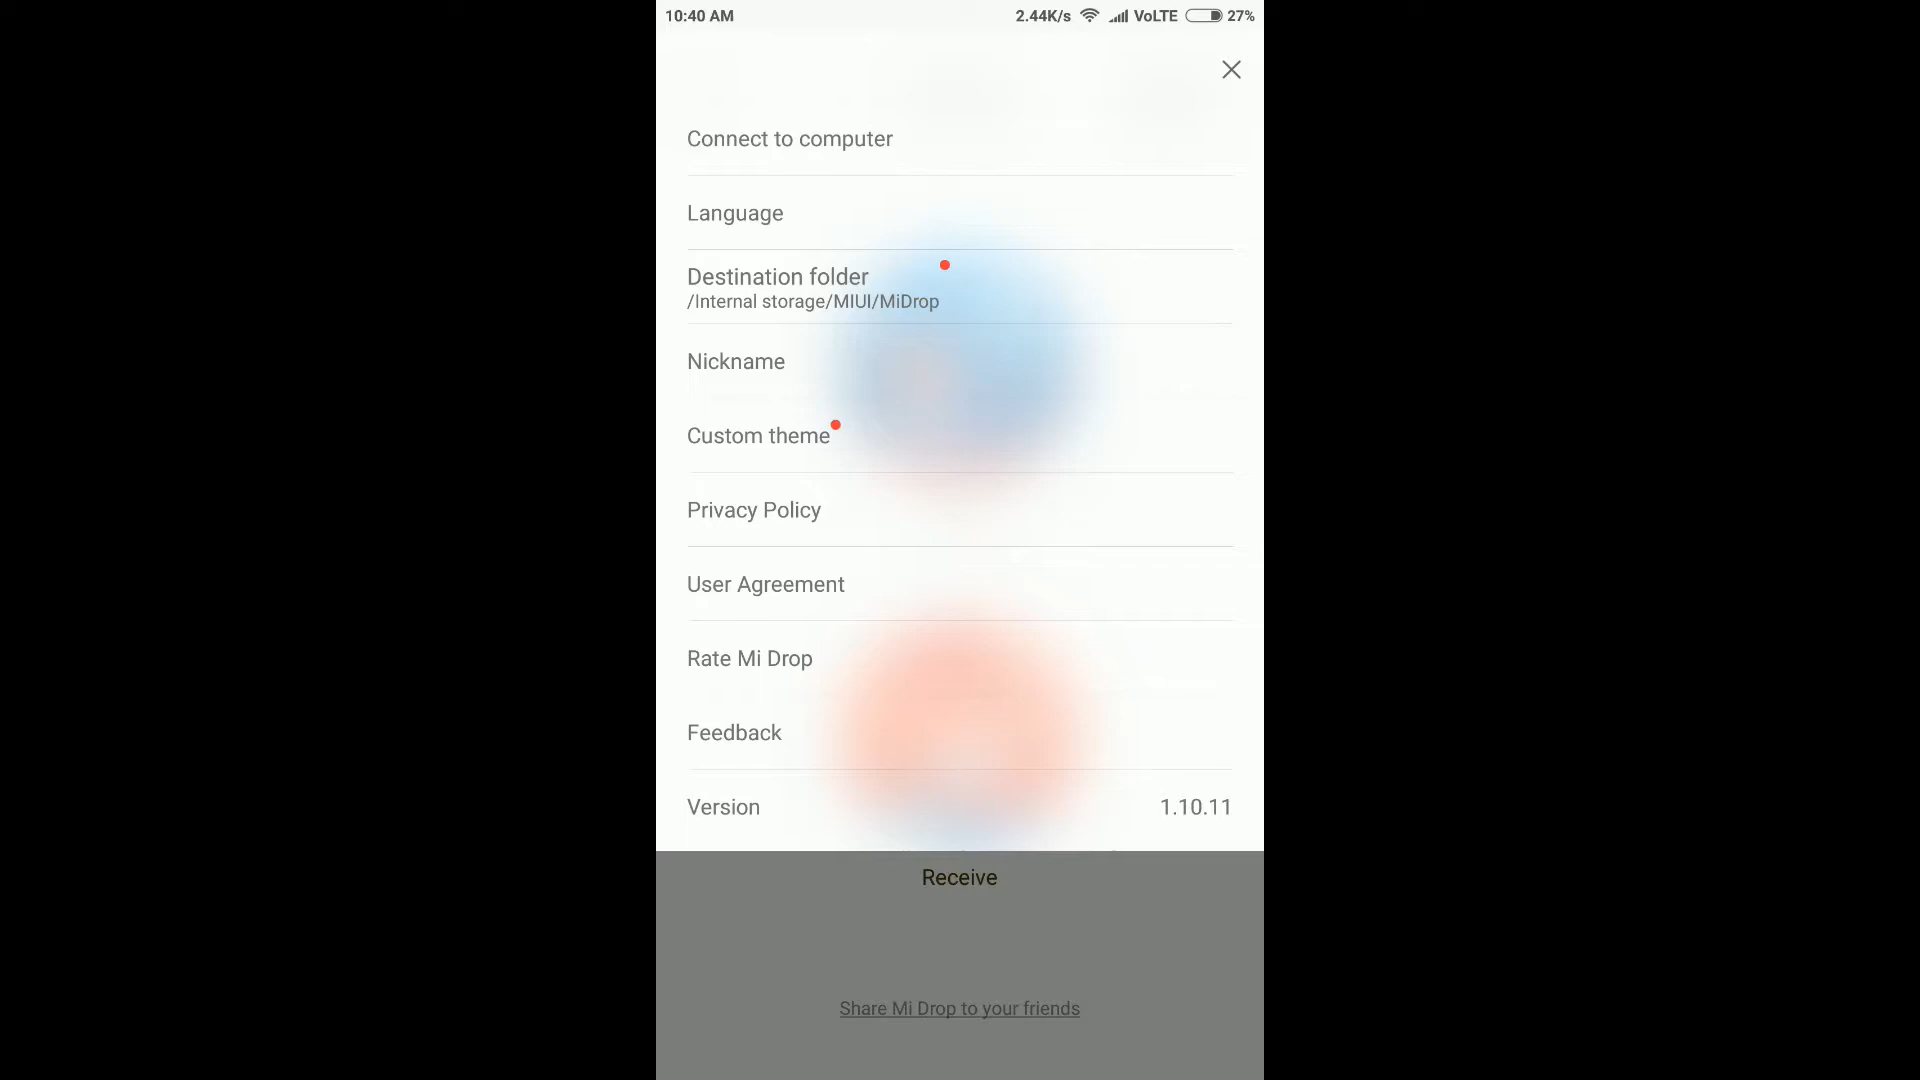 10:40 AM 2.44K/s VoLTE 27%
Connect to computer
Language
Destination folder
/Internal storage/MIUI/MiDrop
Nickname
Custom theme
Privacy Policy
User Agreement
Rate Mi Drop
Feedback
Version 1.10.11
Receive
Share Mi Drop to your friends